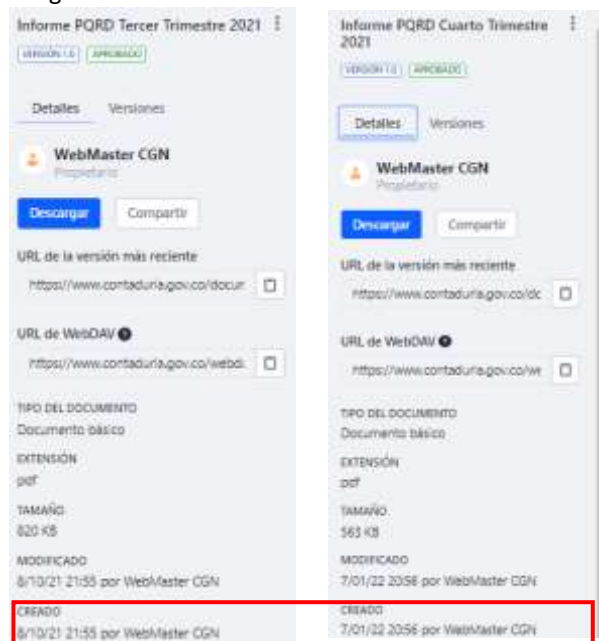 Informe PQRD Tercer Trimestre 2021
VERSIÓN 1.0 APROBADO
Detalles Versiones
WebMaster CGN
Propietario
Descargar Compartir
URL de la versión más reciente
https://www.contaduria.gov.co/docur
URL de WebDAV
https://www.contaduria.gov.co/webd
TIPO DEL DOCUMENTO
Documento básico
EXTENSIÓN
pdf
TAMAÑO
820 KB
MODIFICADO
8/10/21 21:55 por WebMaster CGN
CREADO
8/10/21 21:55 por WebMaster CGN
Informe PQRD Cuarto Trimestre
2021
VERSIÓN 1.0 APROBADO
Detalles Versiones
WebMaster CGN
Propietario
Descargar Compartir
URL de la versión más reciente
https://www.contaduria.gov.co/dc
URL de WebDAV
https://www.contaduria.gov.co/we
TIPO DEL DOCUMENTO
Documento básico
EXTENSIÓN
pdf
TAMAÑO
563 KB
MODIFICADO
7/01/22 20:56 por WebMaster CGN
CREADO
7/01/22 20:56 por WebMaster CGN